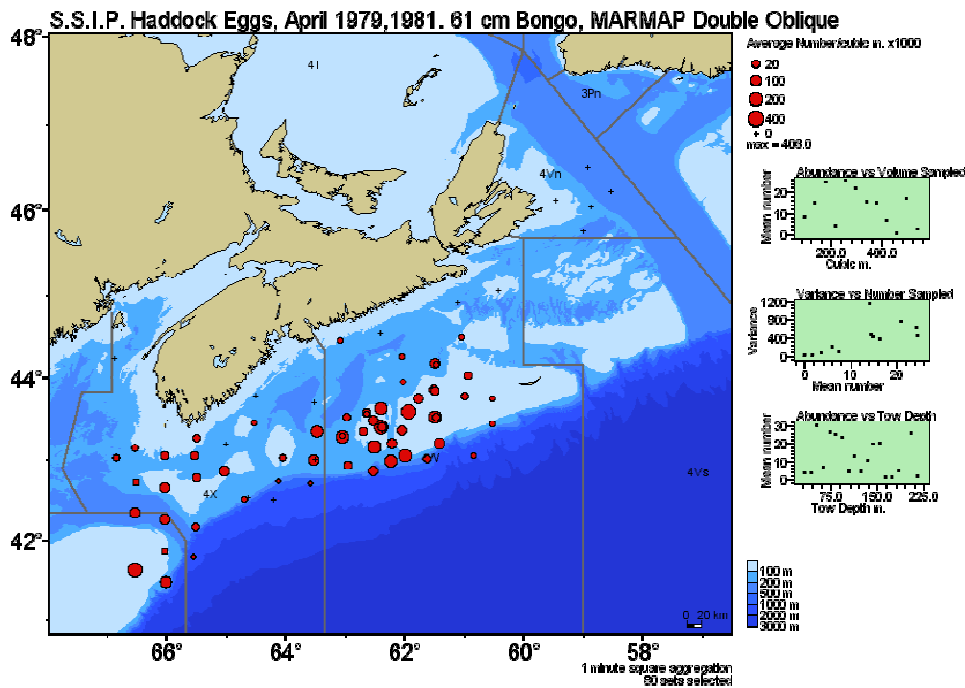 S.S.I.P. Haddock Eggs, April 1979,1981. 61 cm Bongo, MARMAP Double Oblique
48°
46°
44°
42°
66°
64°
62°
60°
58°
4T
3Pn
4Vn
4W
4X
4Vs
0 20 km
1 minute square aggregation
80 sets selected
Average Number/cubic m. x1000
20
100
200
400
0
max = 406.0
Abundance vs Volume Sampled
Mean number
20
10
0
200.0 400.0
Cubic m.
Variance vs Number Sampled
Variance
1200
800
400
0
0 10 20
Mean number
Abundance vs Tow Depth
Mean number
30
20
10
0
75.0 150.0 225.0
Tow Depth m.
100 m
200 m
500 m
1000 m
2000 m
3000 m